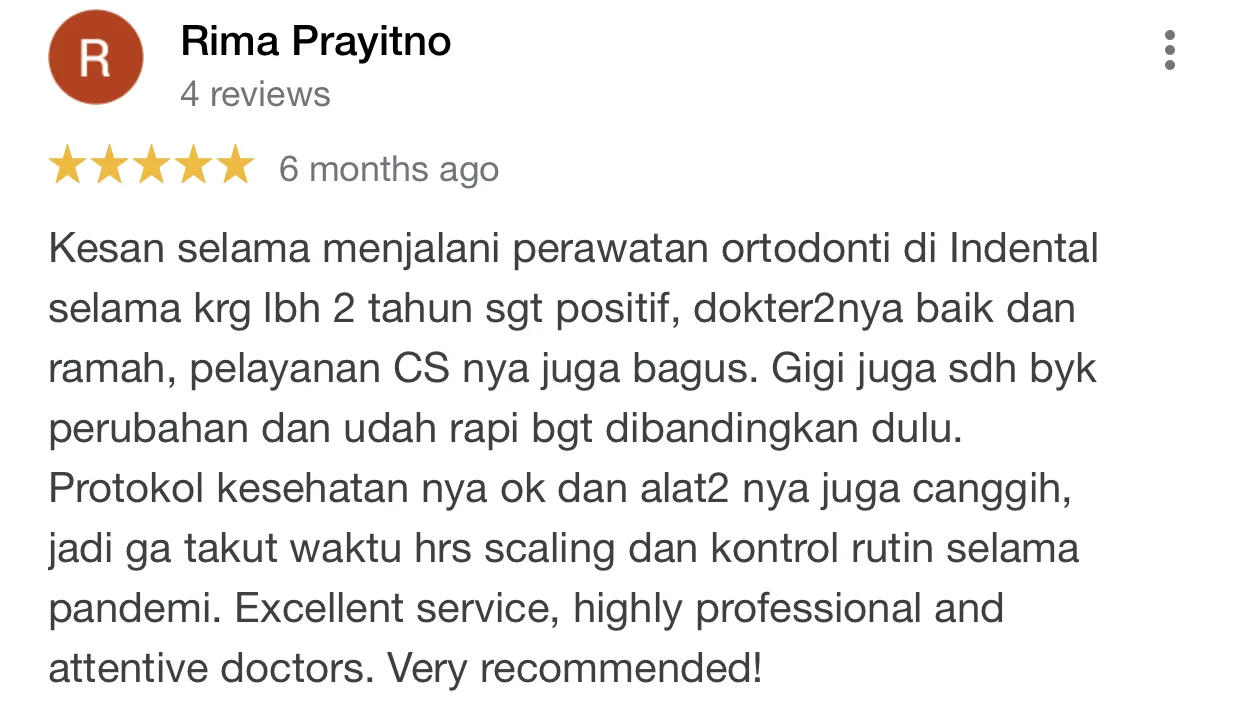 R
Rima Prayitno
4 reviews
6 months ago
Kesan selama menjalani perawatan ortodonti di Indental
selama krg lbh 2 tahun sgt positif, dokter2nya baik dan
ramah, pelayanan CS nya juga bagus. Gigi juga sdh byk
perubahan dan udah rapi bgt dibandingkan dulu.
Protokol kesehatan nya ok dan alat2 nya juga canggih,
jadi ga takut waktu hrs scaling dan kontrol rutin selama
pandemi. Excellent service, highly professional and
attentive doctors. Very recommended!